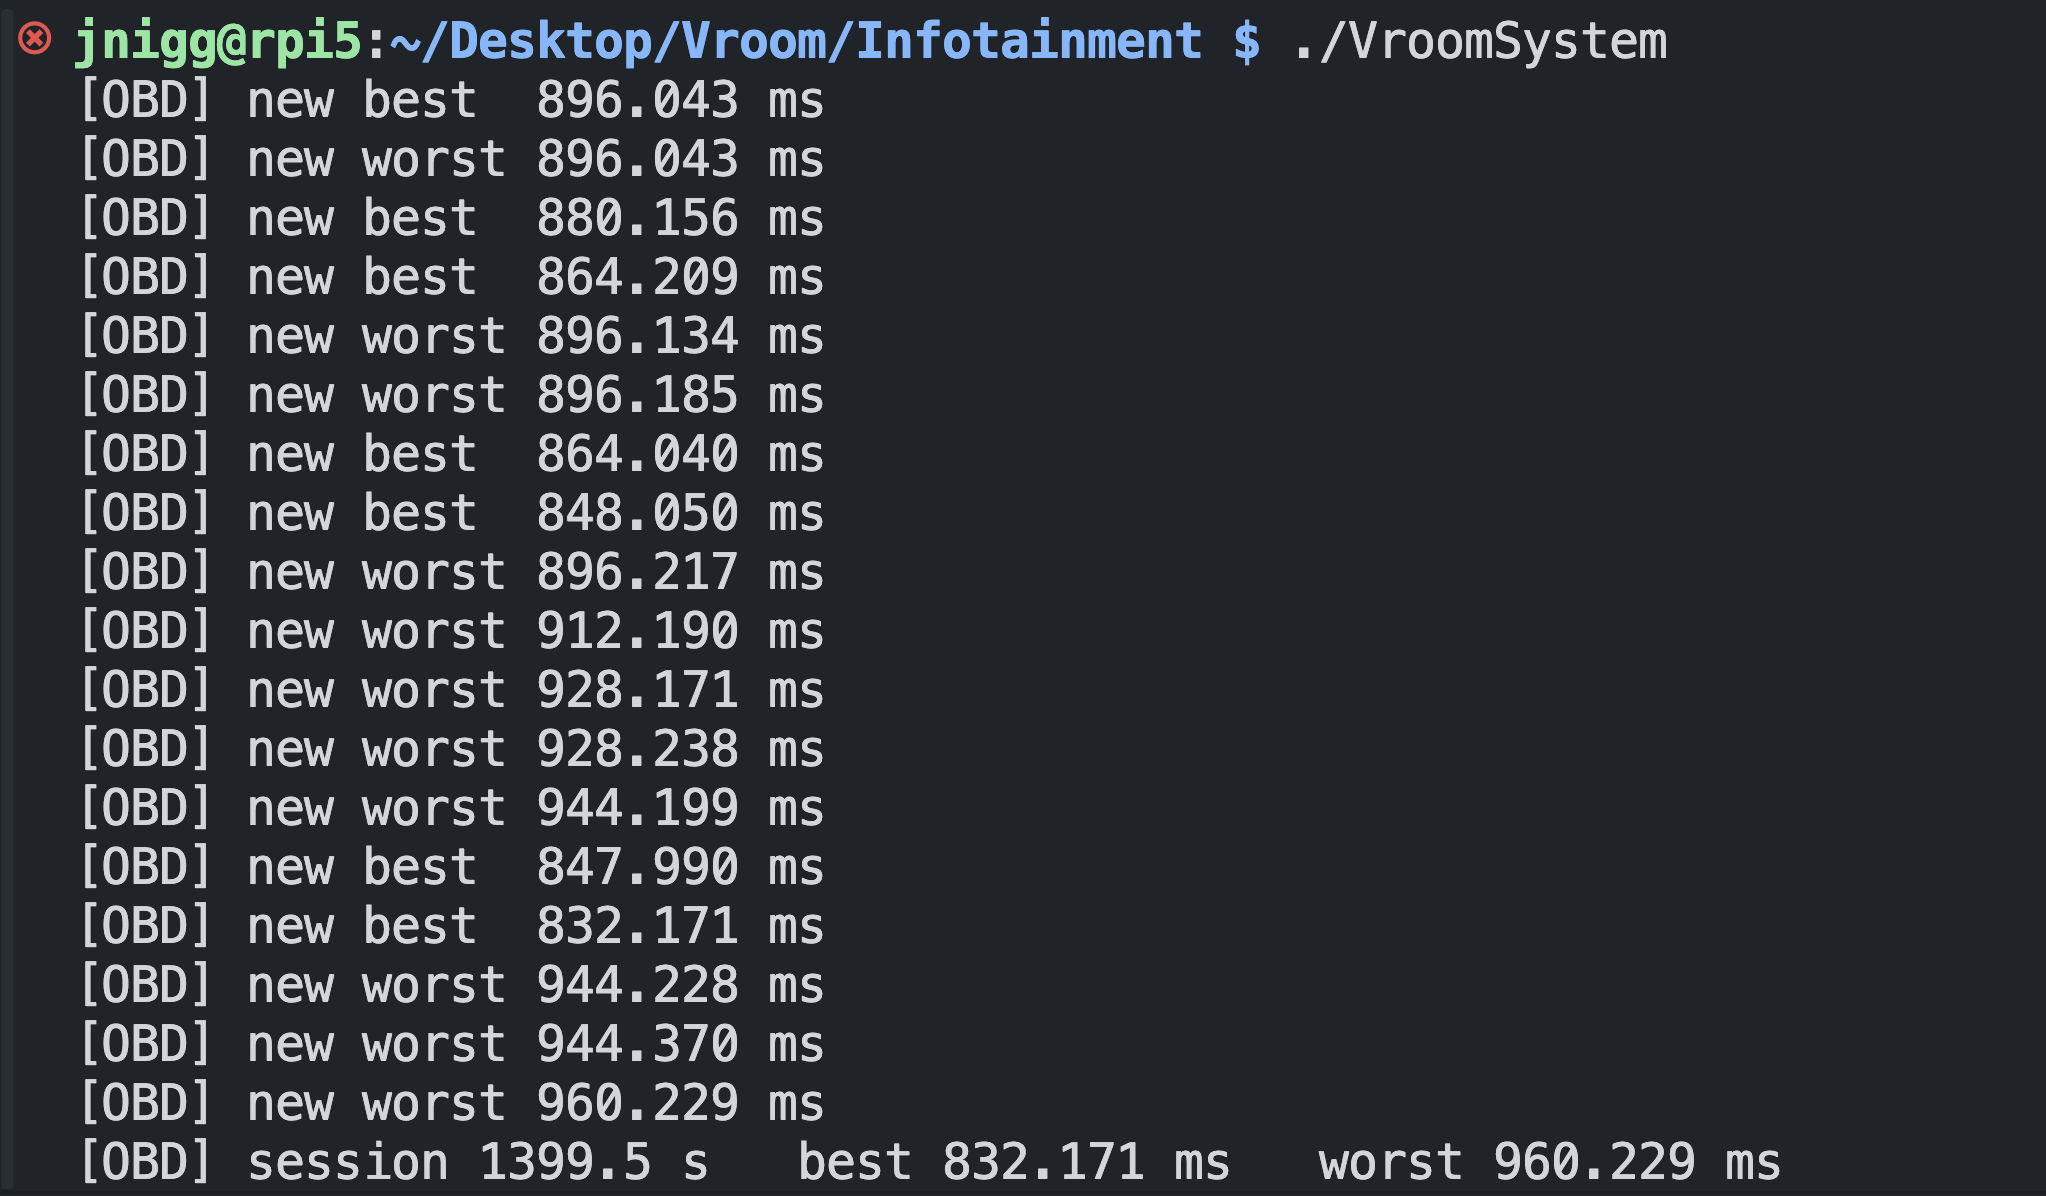 jnigg@rpi5:~/Desktop/Vroom/Infotainment $ ./VroomSystem
[OBD] new best  896.043 ms
[OBD] new worst 896.043 ms
[OBD] new best  880.156 ms
[OBD] new best  864.209 ms
[OBD] new worst 896.134 ms
[OBD] new worst 896.185 ms
[OBD] new best  864.040 ms
[OBD] new best  848.050 ms
[OBD] new worst 896.217 ms
[OBD] new worst 912.190 ms
[OBD] new worst 928.171 ms
[OBD] new worst 928.238 ms
[OBD] new worst 944.199 ms
[OBD] new best  847.990 ms
[OBD] new best  832.171 ms
[OBD] new worst 944.228 ms
[OBD] new worst 944.370 ms
[OBD] new worst 960.229 ms
[OBD] session 1399.5 s   best 832.171 ms   worst 960.229 ms